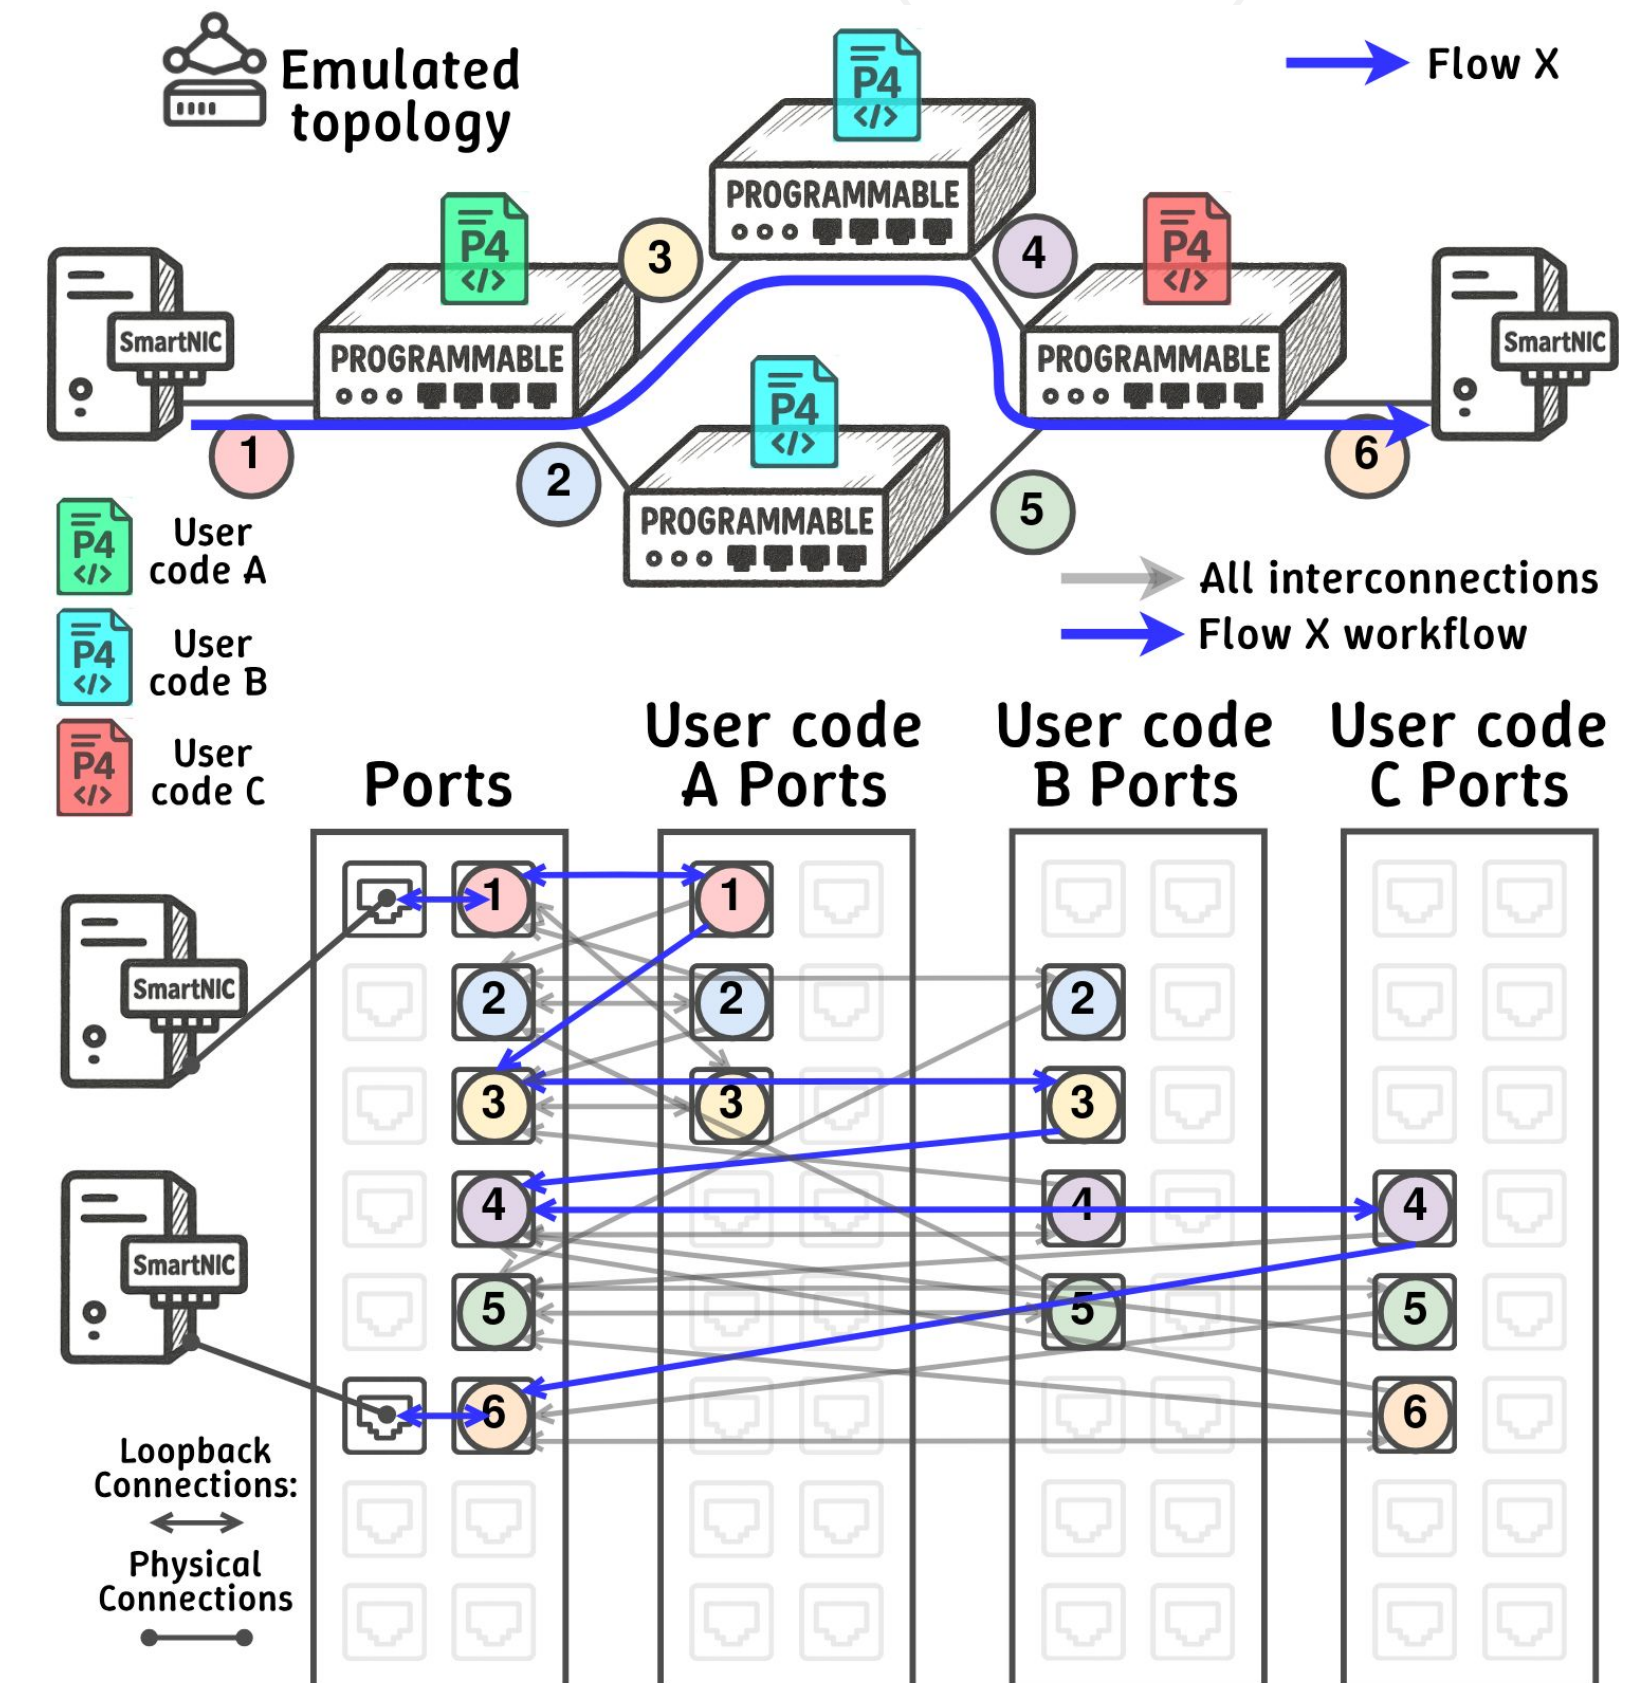 Emulated
topology
Flow X
P4
</>
PROGRAMMABLE
P4
</>
PROGRAMMABLE
3
4
P4
</>
PROGRAMMABLE
SmartNIC
SmartNIC
1
2
P4
</>
PROGRAMMABLE
5
6
P4
</>
User
code A
P4
</>
User
code B
P4
</>
User
code C
All interconnections
Flow X workflow
Ports
User code
A Ports
User code
B Ports
User code
C Ports
SmartNIC
SmartNIC
1 1
2 2 2
3 3 3
4 4 4
5 5 5
6 6
Loopback
Connections:
Physical
Connections